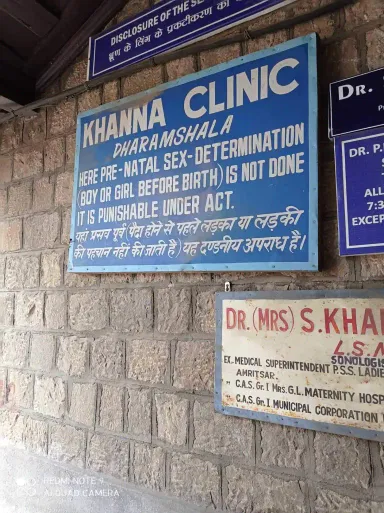 DISCLOSURE OF THE SE
भ्रूण के लिंग के प्रकटीकरण की
KHANNA CLINIC
DHARAMSHALA
HERE PRE-NATAL SEX-DETERMINATION
(BOY OR GIRL BEFORE BIRTH) IS NOT DONE
IT IS PUNISHABLE UNDER ACT.
यहां प्रसव पूर्व (पैदा होने से पहले लड़का या लड़की
की पहचान नहीं की जाती है) यह दण्डनीय अपराध है।
DR.
DR. P.
ALL
7:3
EXCEP
DR. (MRS) S. KHA
L.S.M
SONOLOGIS
EX. MEDICAL SUPERINTENDENT P.S.S. LADIE
AMRITSAR.
" C.A.S. Gr. I MRS. G.L. MATERNITY HOSP
" C.A.S. Gr. I MUNICIPAL CORPORATION
REDMI NOTE 9
AI QUAD CAMERA